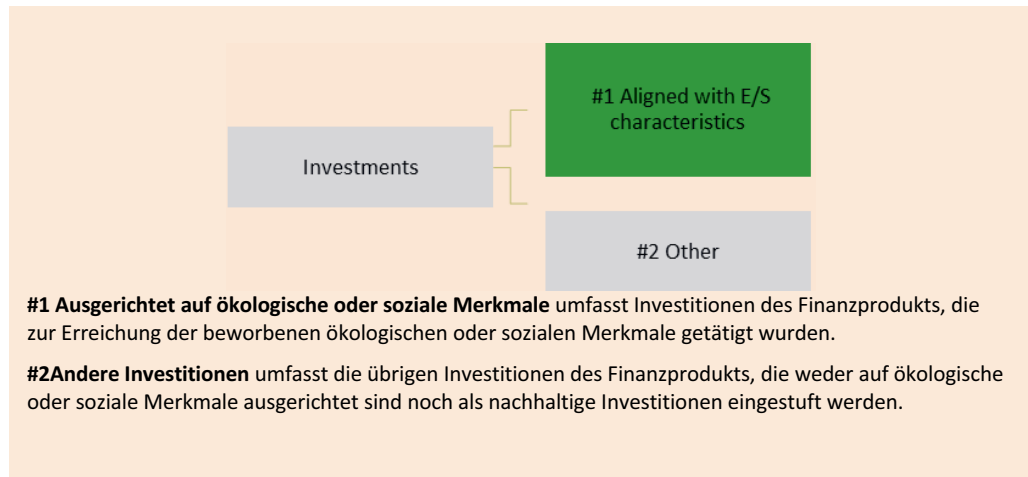 #1 Aligned with E/S
characteristics
Investments
#2 Other
#1 Ausgerichtet auf ökologische oder soziale Merkmale umfasst Investitionen des Finanzprodukts, die
zur Erreichung der beworbenen ökologischen oder sozialen Merkmale getätigt wurden.
#2Andere Investitionen umfasst die übrigen Investitionen des Finanzprodukts, die weder auf ökologische
oder soziale Merkmale ausgerichtet sind noch als nachhaltige Investitionen eingestuft werden.